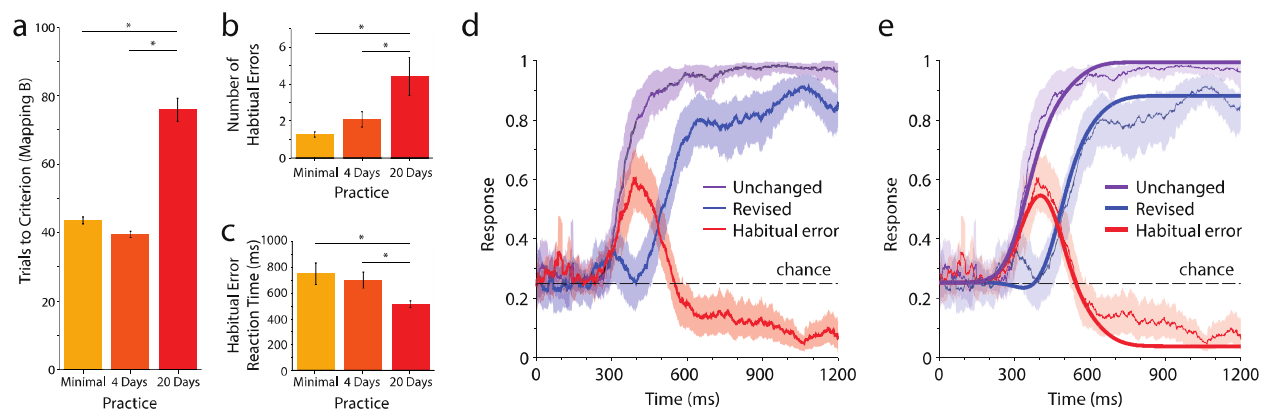 a
Trials to Criterion (Mapping B)
100
80
60
40
20
0
*
*
Minimal 4 Days 20 Days
Practice
b
Number of
Habitual Errors
6
4
2
0
*
*
Minimal 4 Days 20 Days
Practice
c
Habitual Error
Reaction Time (ms)
1000
800
600
400
200
0
*
*
Minimal 4 Days 20 Days
Practice
d
Response
1
0.8
0.6
0.4
0.2
0
Unchanged
Revised
Habitual error
chance
0 300 600 900 1200
Time (ms)
e
Response
1
0.8
0.6
0.4
0.2
0
Unchanged
Revised
Habitual error
chance
0 300 600 900 1200
Time (ms)